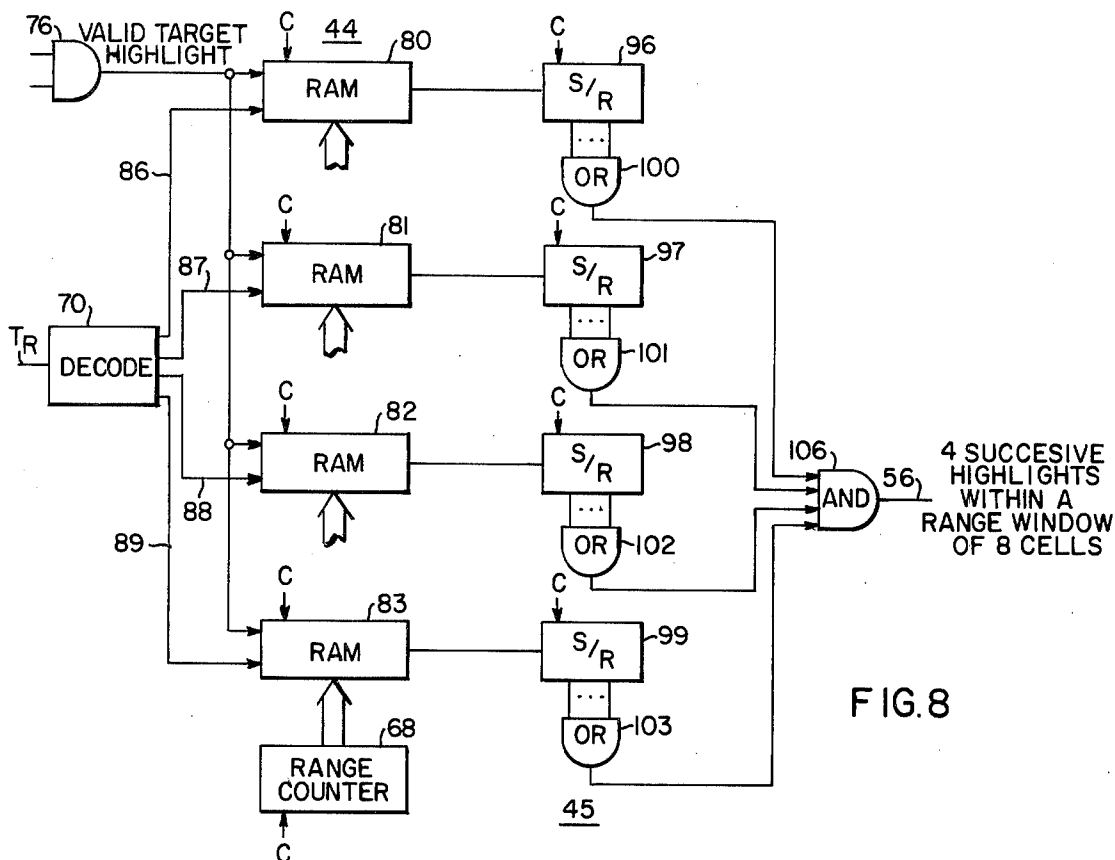 76
VALID TARGET
HIGHLIGHT
C
44
80
RAM
C
96
S/R
...
OR
100
86
C
81
RAM
C
97
S/R
...
OR
101
87
70
TR
DECODE
C
82
RAM
C
98
S/R
...
OR
102
88
106
AND
56
4 SUCCESIVE
HIGHLIGHTS
WITHIN A
RANGE WINDOW
OF 8 CELLS
89
C
83
RAM
C
99
S/R
...
OR
103
68
RANGE
COUNTER
C
45
FIG.8